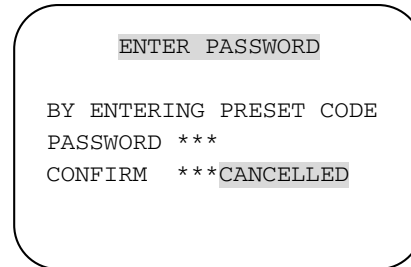 ENTER PASSWORD
BY ENTERING PRESET CODE
PASSWORD ***
CONFIRM ***CANCELLED